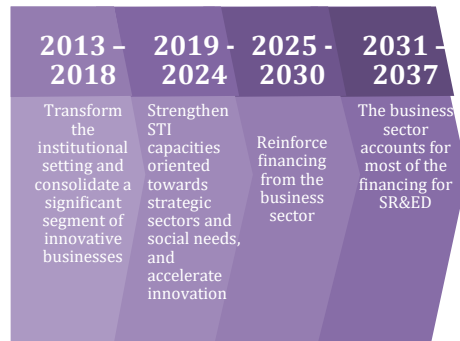 2013 –
2018
Transform
the
institutional
setting and
consolidate a
significant
segment of
innovative
businesses
2019 -
2024
Strengthen
STI
capacities
oriented
towards
strategic
sectors and
social needs,
and
accelerate
innovation
2025 -
2030
Reinforce
financing
from the
business
sector
2031 –
2037
The business
sector
accounts for
most of the
financing for
SR&ED